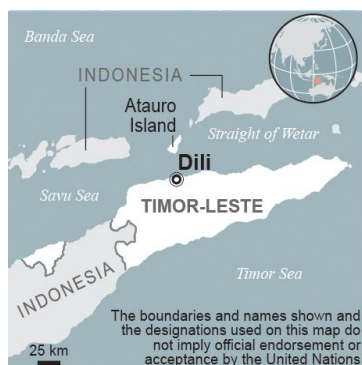 Banda Sea
INDONESIA
Atauro
Island
Straight of Wetar
Dili
Savu Sea
TIMOR-LESTE
INDONESIA
Timor Sea
The boundaries and names shown and
the designations used on this map do
not imply official endorsement or
acceptance by the United Nations
25 km